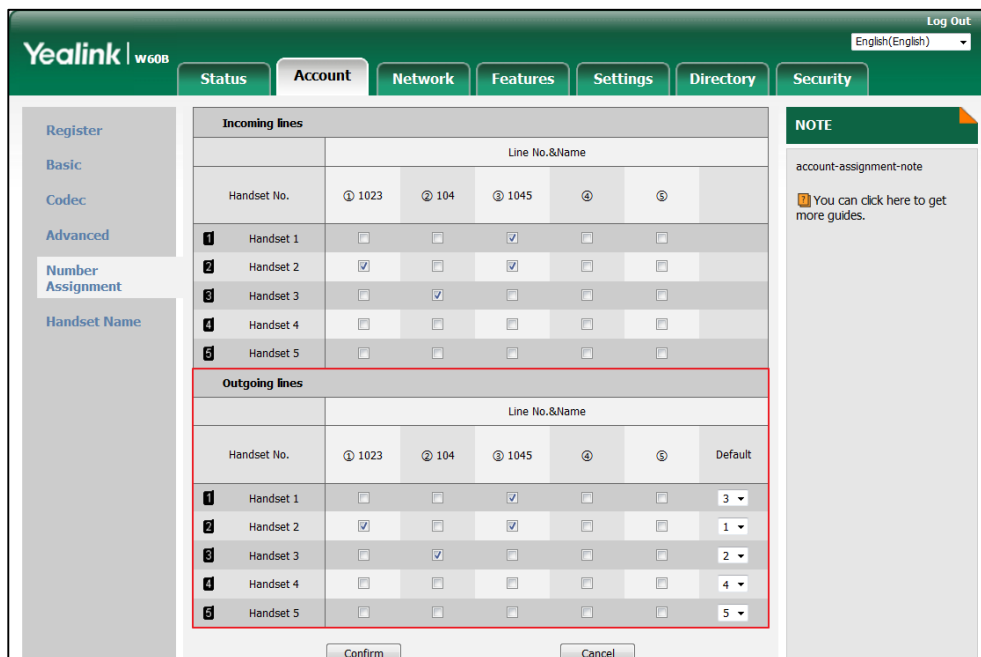 Log Out
Yealink | W60B
English(English)
Status Account Network Features Settings Directory Security
Register
Basic
Codec
Advanced
Number
Assignment
Handset Name
Incoming lines
Line No.&Name
Handset No. ① 1023 ② 104 ③ 1045 ④ ⑤
1 Handset 1
2 Handset 2
3 Handset 3
4 Handset 4
5 Handset 5
Outgoing lines
Line No.&Name
Handset No. ① 1023 ② 104 ③ 1045 ④ ⑤ Default
1 Handset 1 3
2 Handset 2 1
3 Handset 3 2
4 Handset 4 4
5 Handset 5 5
Confirm Cancel
NOTE
account-assignment-note
? You can click here to get
more guides.